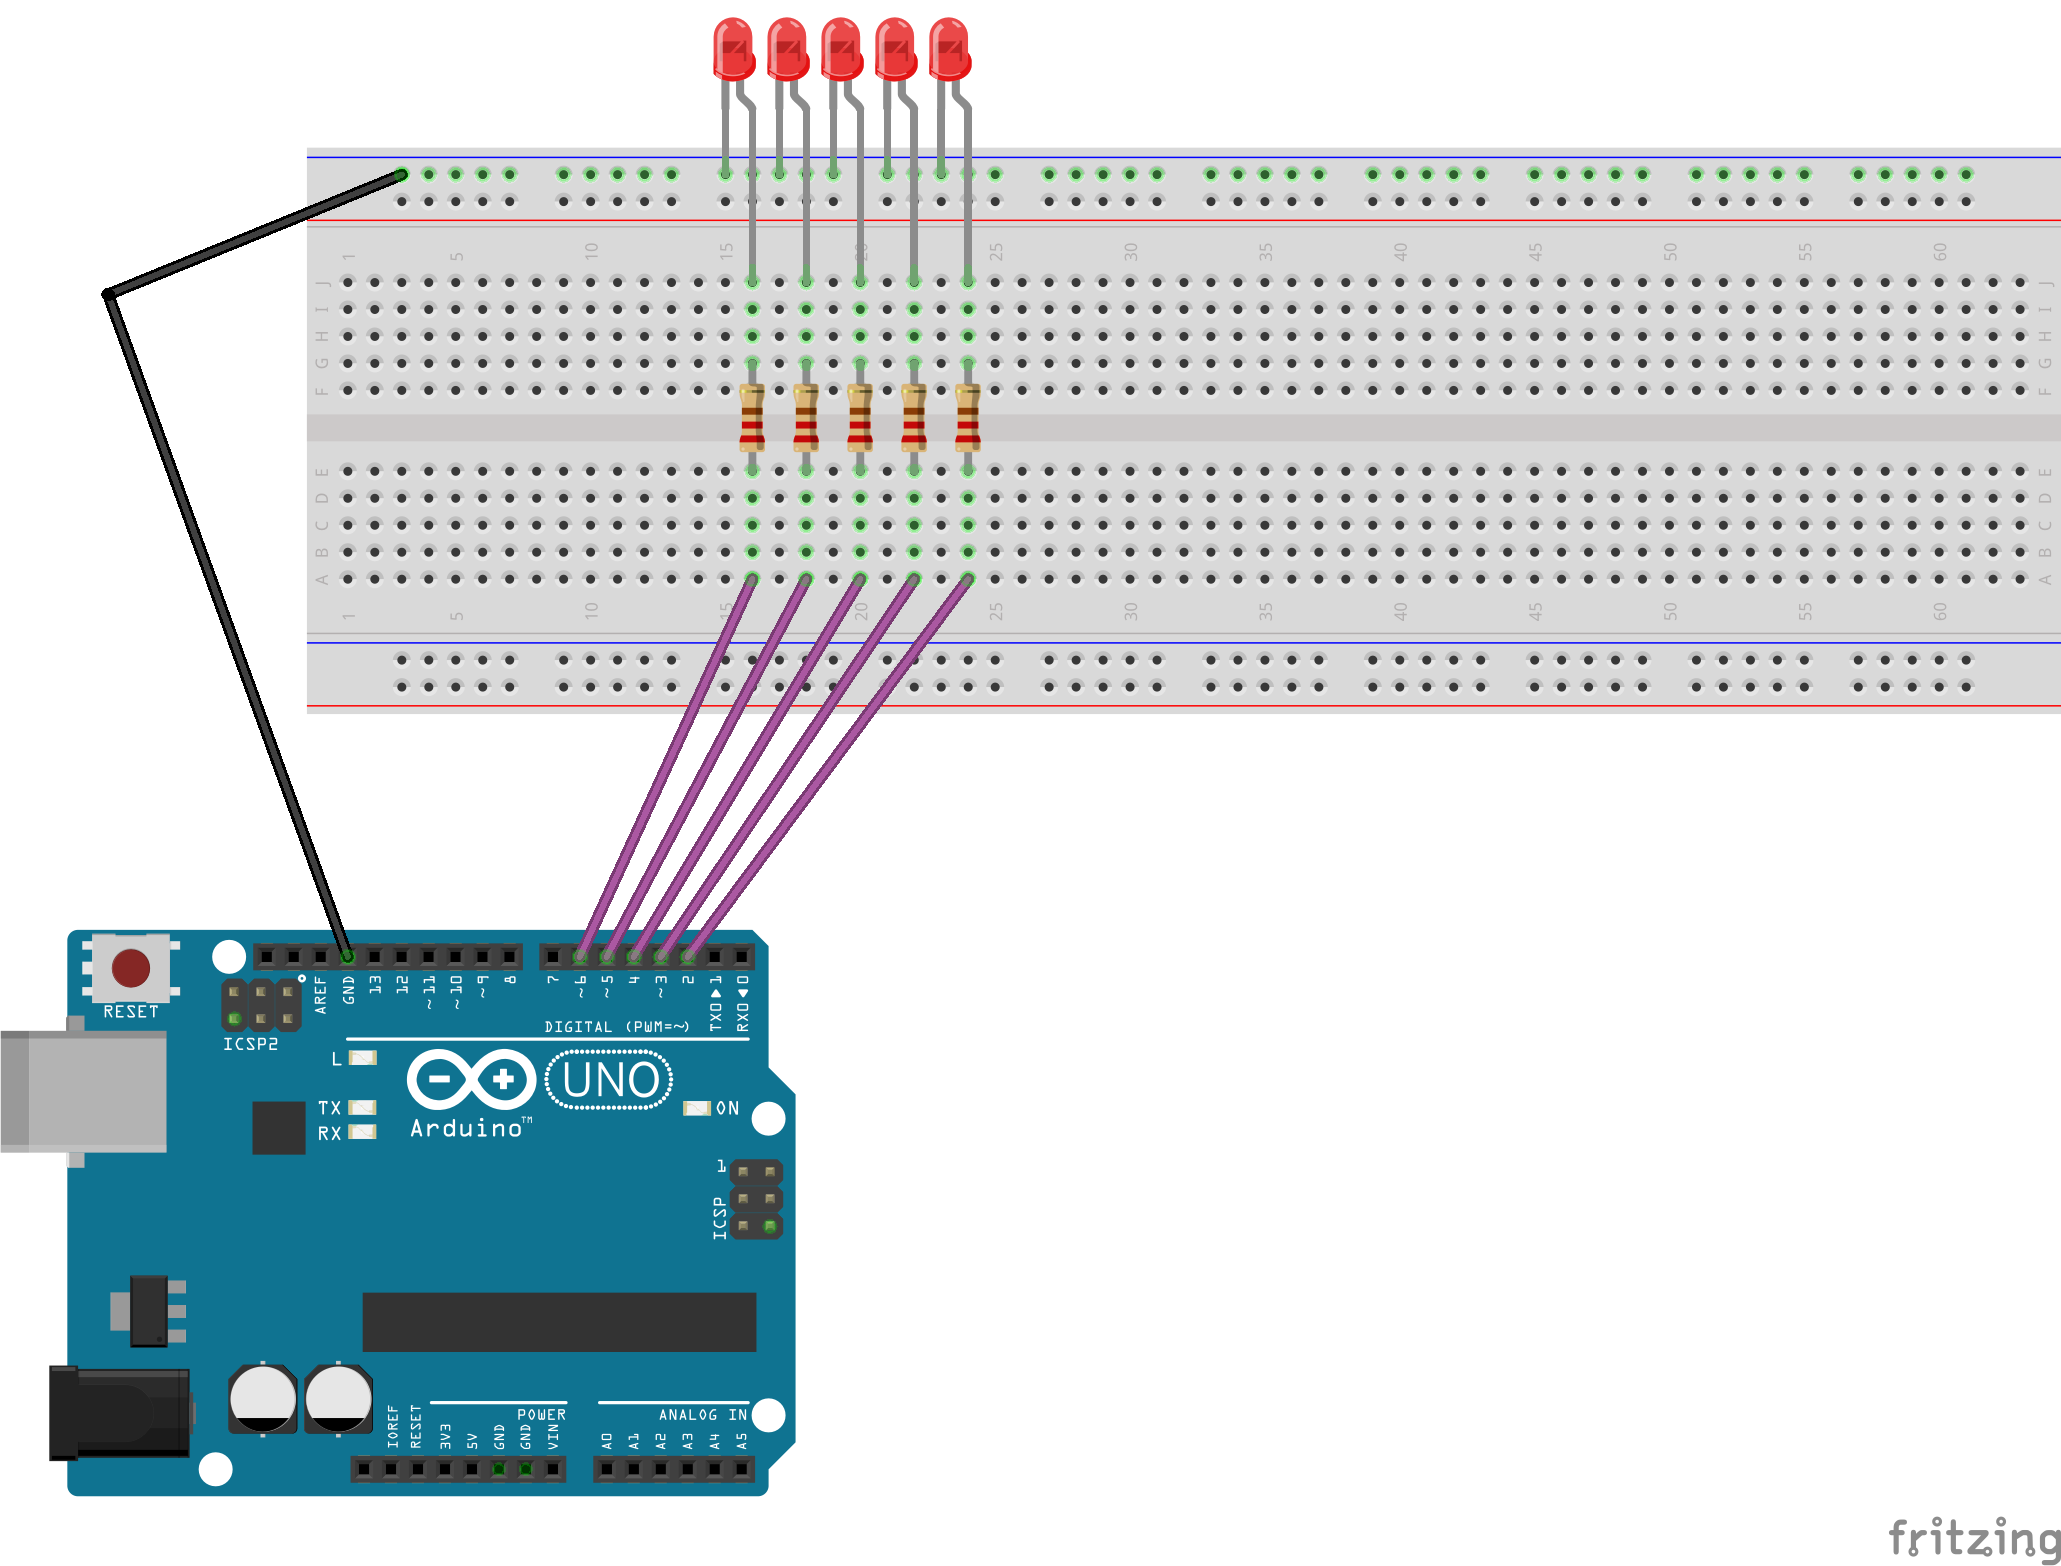 1 5 10 15 20 25 30 35 40 45 50 55 60
J J
I I
H H
G G
F F
E E
D D
C C
B B
A A
1 5 10 15 20 25 30 35 40 45 50 55 60
RESET
ICSP2
AREF GND 13 12 ~11 ~10 ~9 8 7 ~6 ~5 4 ~3 2 TX0▶1 RX0◀0
DIGITAL (PWM=~)
L
TX
RX
UNO
Arduino™
ON
1
ICSP
POWER
ANALOG IN
IOREF RESET 3V3 5V GND GND VIN A0 A1 A2 A3 A4 A5
fritzing